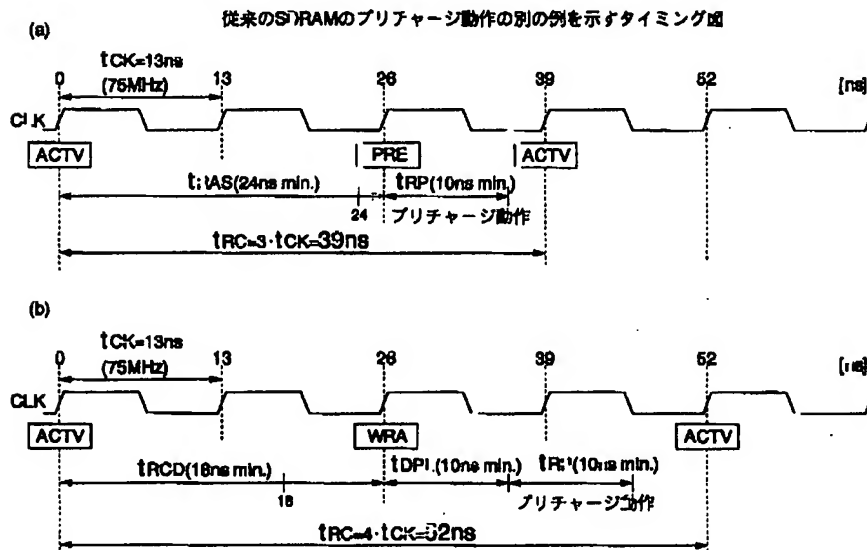 従来のSDRAMのプリチャージ動作の別の例を示すタイミング図
(a)
tCK=13ns
(75MHz)
0 13 26 39 52 [ns]
CLK
ACTV PRE ACTV
tRAS(24ns min.) tRP(10ns min.)
24 プリチャージ動作
tRC=3·tCK=39ns
(b)
tCK=13ns
(75MHz)
0 13 26 39 52 [ns]
CLK
ACTV WRA ACTV
tRCD(18ns min.) tDPL(10ns min.) tRP(10ns min.)
18 プリチャージ動作
tRC=4·tCK=52ns